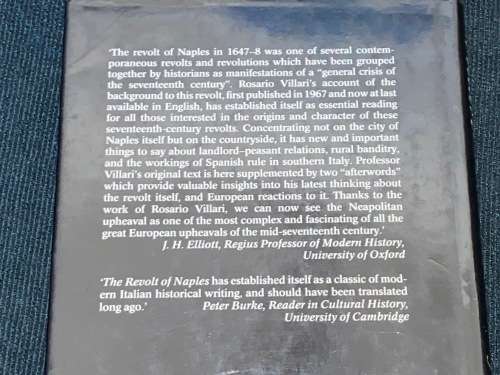 'The revolt of Naples in 1647–8 was one of several contem-
poraneous revolts and revolutions which have been grouped
together by historians as manifestations of a "general crisis of
the seventeenth century". Rosario Villari's account of the
background to this revolt, first published in 1967 and now at last
available in English, has established itself as essential reading
for all those interested in the origins and character of these
seventeenth-century revolts. Concentrating not on the city of
Naples itself but on the countryside, it has new and important
things to say about landlord–peasant relations, rural banditry,
and the workings of Spanish rule in southern Italy. Professor
Villari's original text is here supplemented by two "afterwords"
which provide valuable insights into his latest thinking about
the revolt itself, and European reactions to it. Thanks to the
work of Rosario Villari, we can now see the Neapolitan
upheaval as one of the most complex and fascinating of all the
great European upheavals of the mid-seventeenth century.'
J. H. Elliott, Regius Professor of Modern History,
University of Oxford
'The Revolt of Naples has established itself as a classic of mod-
ern Italian historical writing, and should have been translated
long ago.' Peter Burke, Reader in Cultural History,
University of Cambridge